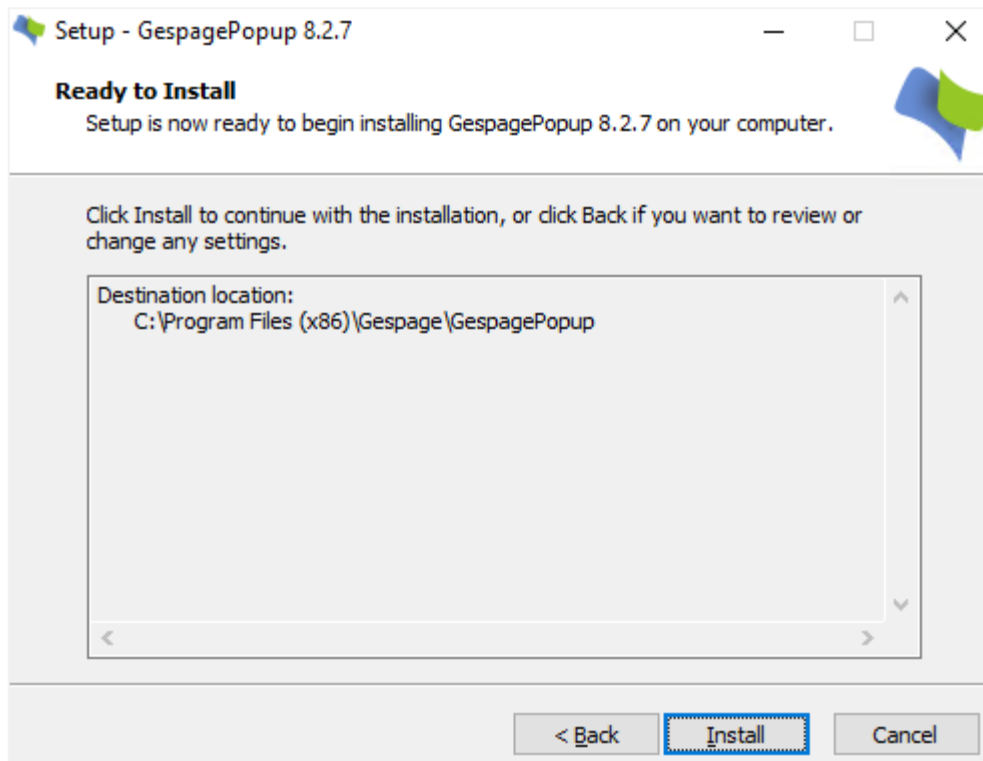 Setup - GespagePopup 8.2.7
Ready to Install
Setup is now ready to begin installing GespagePopup 8.2.7 on your computer.
Click Install to continue with the installation, or click Back if you want to review or
change any settings.
Destination location:
C:\Program Files (x86)\Gespage\GespagePopup
< Back
Install
Cancel